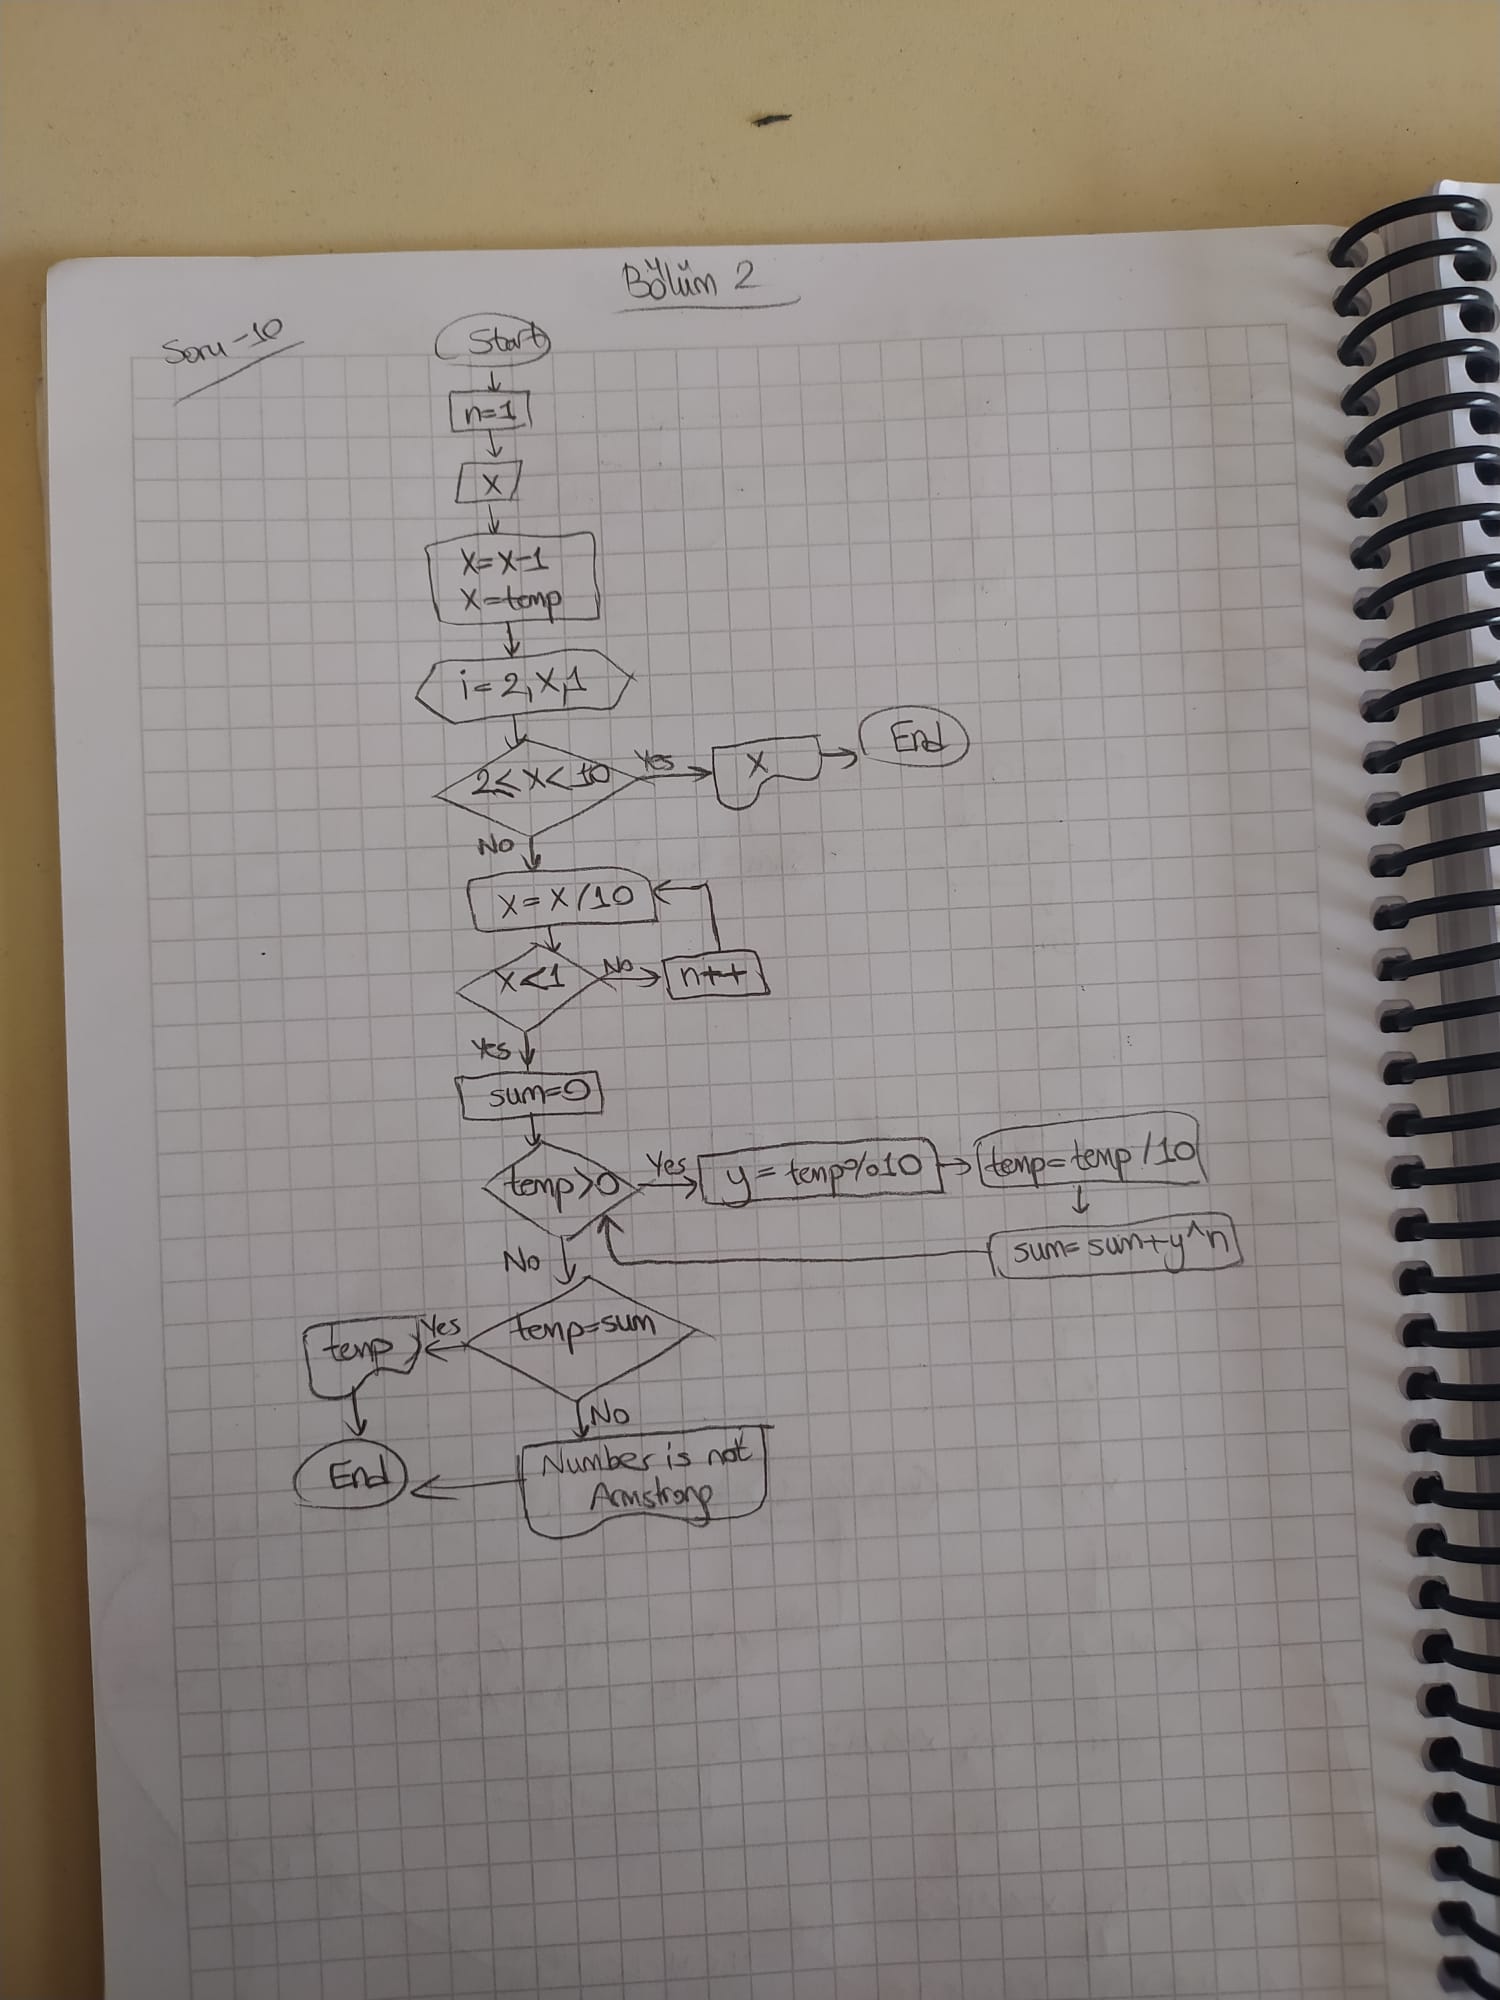 Bölüm 2
Soru-10
Start
n=1
x
x=x-1
x=temp
i=2,x,1
2≤x<10
Yes
x
End
No
x=x/10
x<1
No
n++
Yes
sum=0
temp>0
Yes
y=temp%10
temp=temp/10
sum=sum+y^n
No
temp=sum
Yes
temp
No
End
Number is not
Armstrong